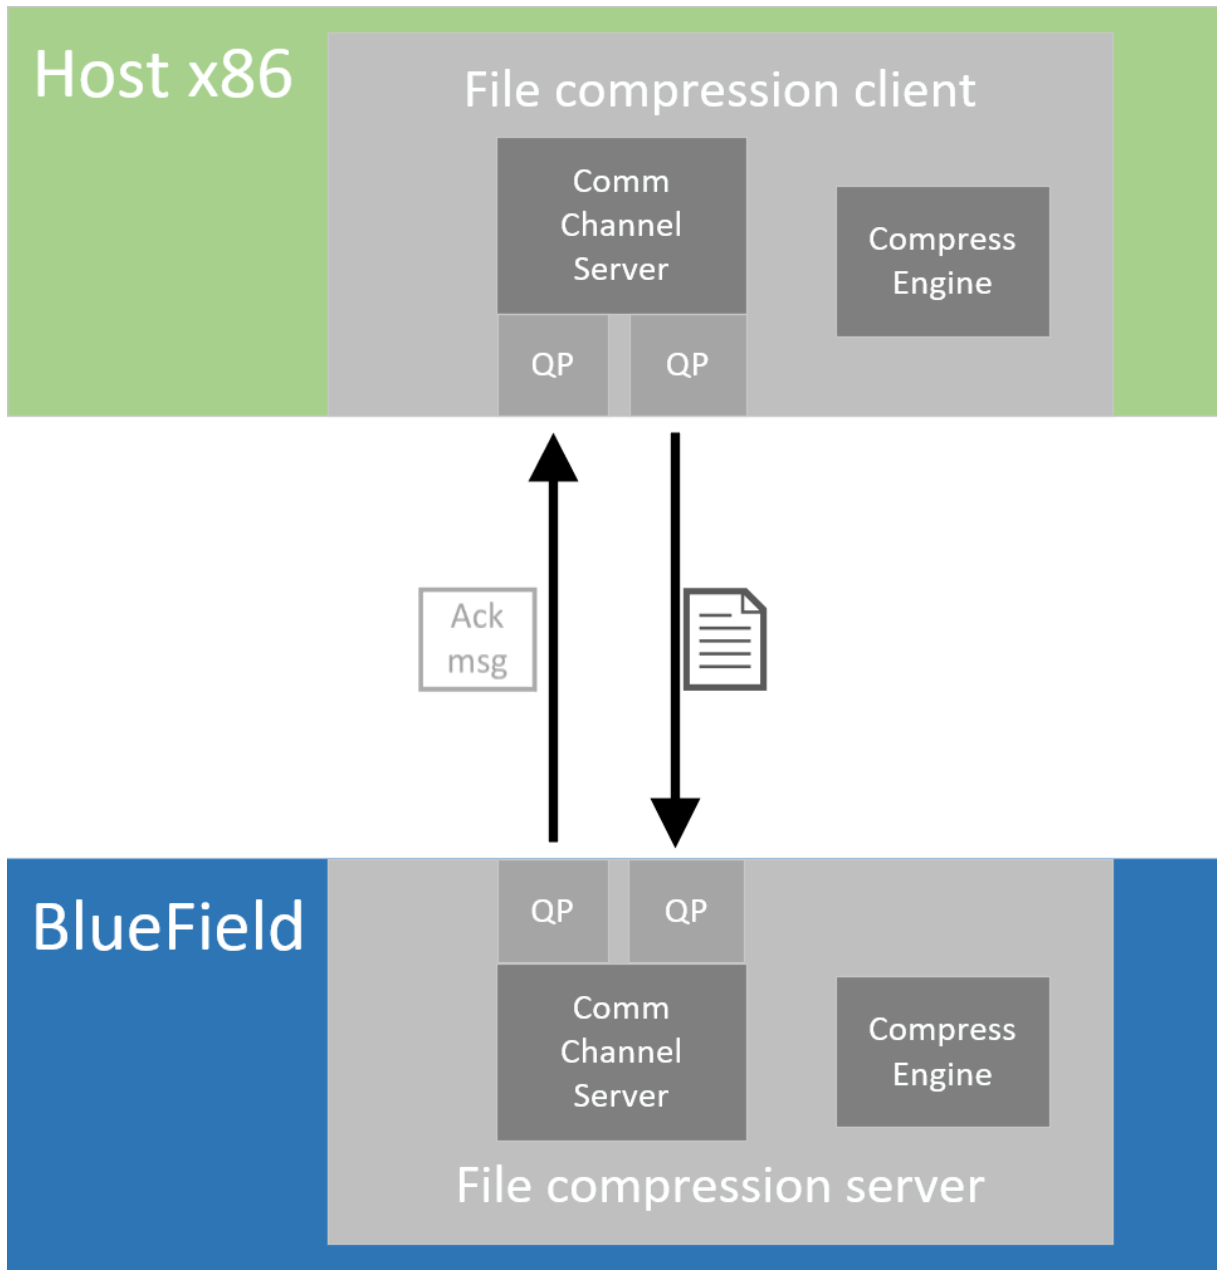 Host x86
File compression client
Comm
Channel
Server
Compress
Engine
QP
QP
Ack
msg
BlueField
QP
QP
Comm
Channel
Server
Compress
Engine
File compression server